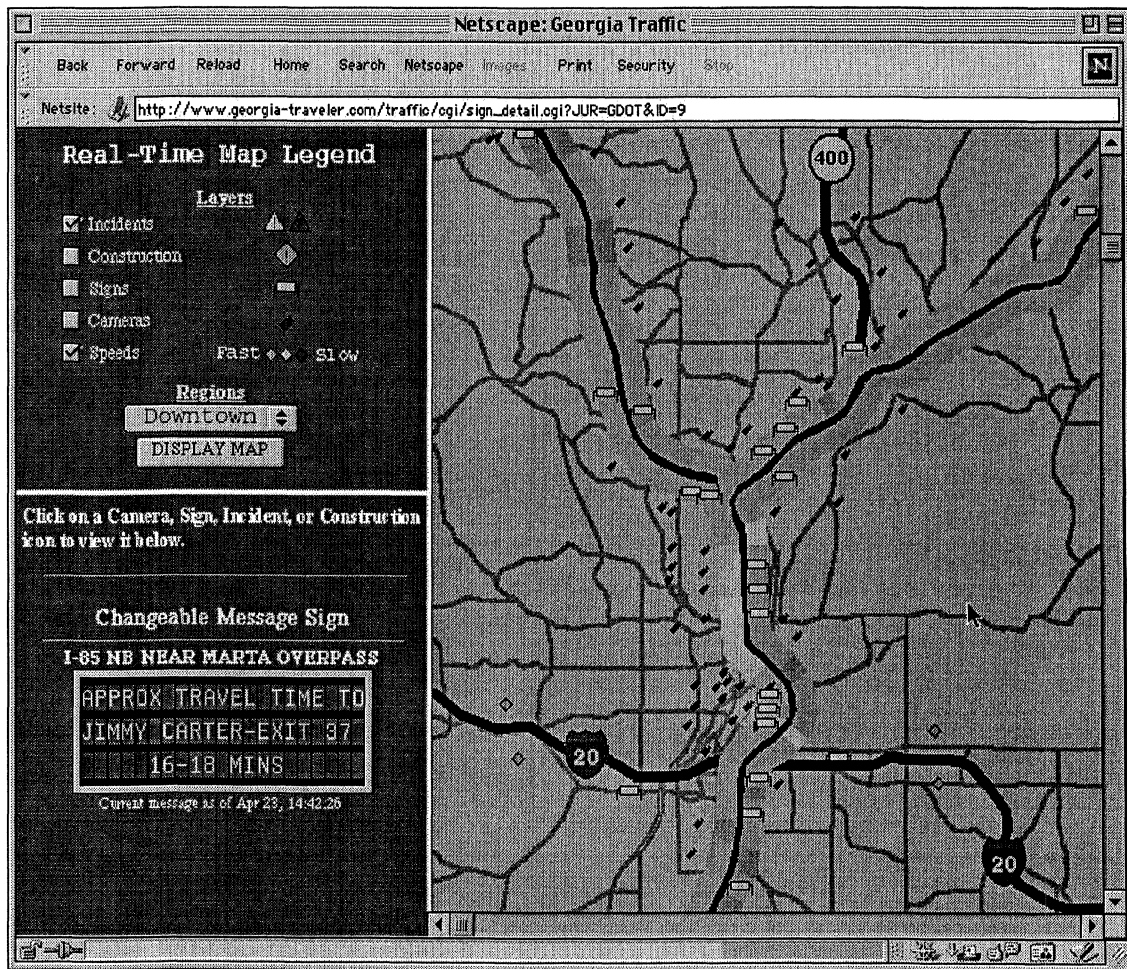 Netscape: Georgia Traffic
Back Forward Reload Home Search Netscape Images Print Security Stop
N
Netsite: http://www.georgia-traveler.com/traffic/cgi/sign_detail.cgi?JUR=GDOT&ID=9
Real-Time Map Legend
Layers
Incidents
Construction
Signs
Cameras
Speeds Fast Slow
Regions
Downtown
DISPLAY MAP
Click on a Camera, Sign, Incident, or Construction
icon to view it below.
Changeable Message Sign
I-85 NB NEAR MARTA OVERPASS
APPROX TRAVEL TIME TO
JIMMY CARTER-EXIT 37
16-18 MINS
Current message as of Apr 23, 14:42:26
400
20
20